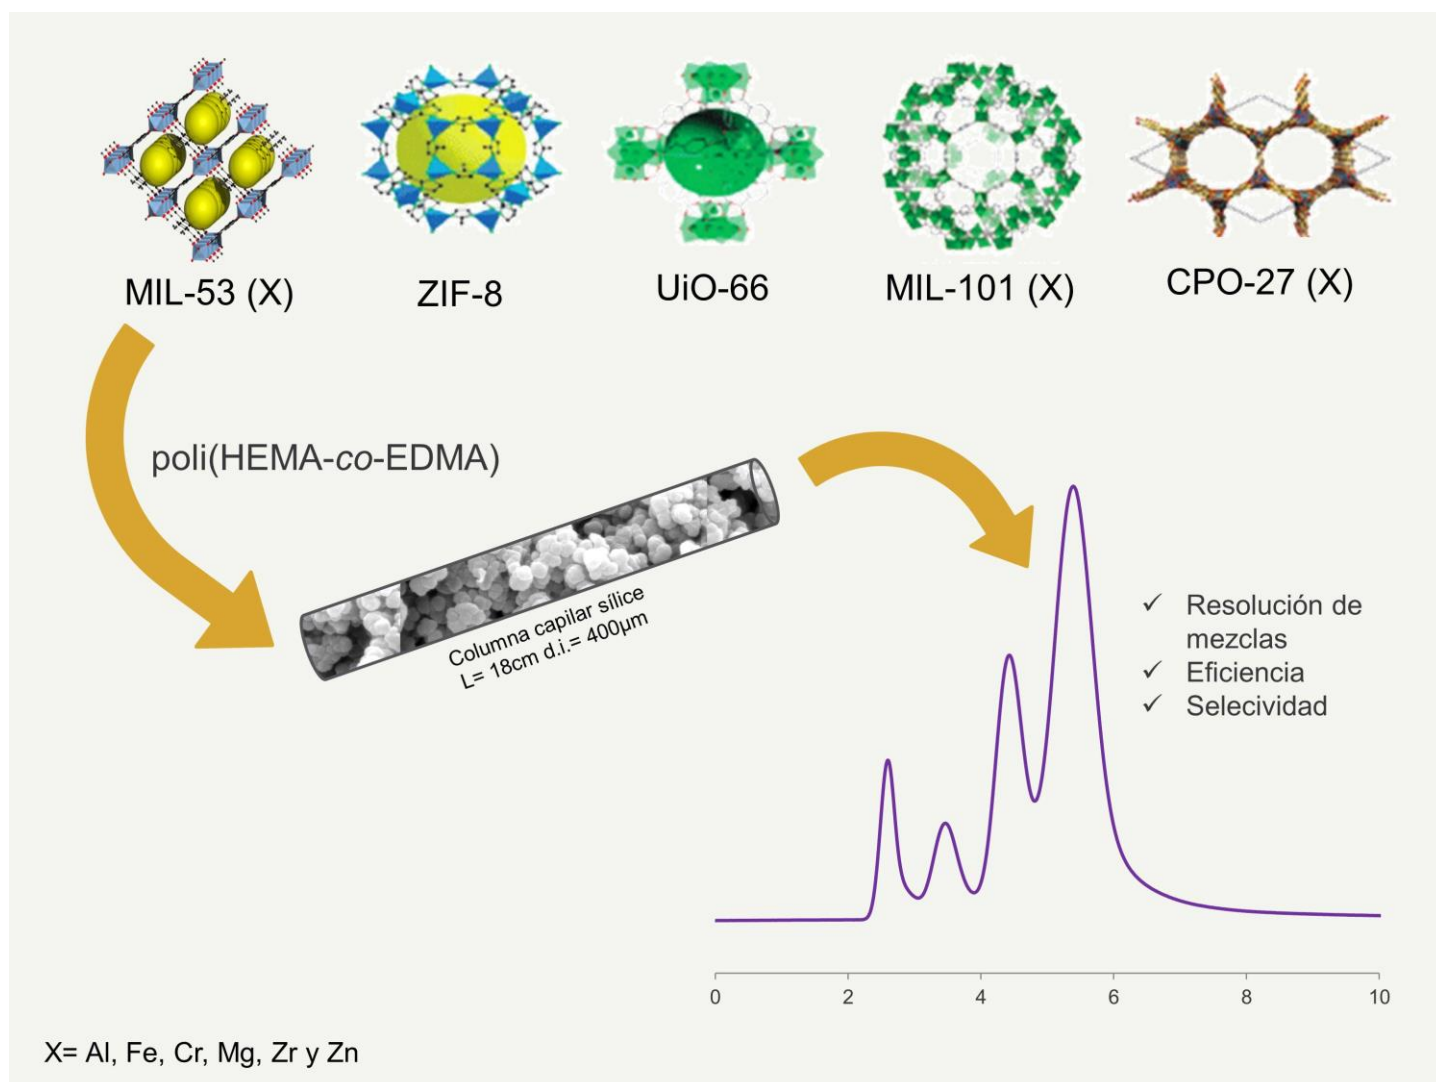 MIL-53 (X)
ZIF-8
UiO-66
MIL-101 (X)
CPO-27 (X)
poli(HEMA-co-EDMA)
Columna capilar sílice
L= 18cm d.i.= 400µm
✓ Resolución de
mezclas
✓ Eficiencia
✓ Selecividad
0 2 4 6 8 10
X= Al, Fe, Cr, Mg, Zr y Zn